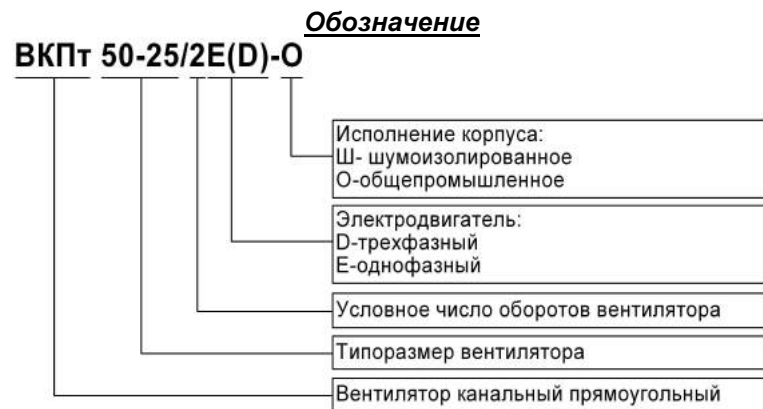 Обозначение
ВКПт 50-25/2Е(D)-О
Исполнение корпуса:
Ш- шумоизолированное
О-общепромышленное
Электродвигатель:
D-трехфазный
Е-однофазный
Условное число оборотов вентилятора
Типоразмер вентилятора
Вентилятор канальный прямоугольный